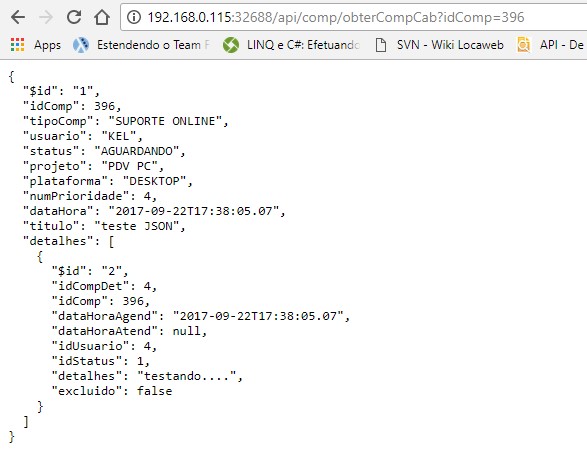 192.168.0.115:32688/api/comp/obterCompCab?idComp=396
Apps Estendendo o Team F LINQ e C#: Efetuando SVN - Wiki Locaweb API - De
{
"$id": "1",
"idComp": 396,
"tipoComp": "SUPORTE ONLINE",
"usuario": "KEL",
"status": "AGUARDANDO",
"projeto": "PDV PC",
"plataforma": "DESKTOP",
"numPrioridade": 4,
"dataHora": "2017-09-22T17:38:05.07",
"titulo": "teste JSON",
"detalhes": [
{
"$id": "2",
"idCompDet": 4,
"idComp": 396,
"dataHoraAgend": "2017-09-22T17:38:05.07",
"dataHoraAtend": null,
"idUsuario": 4,
"idStatus": 1,
"detalhes": "testando....",
"excluido": false
}
]
}